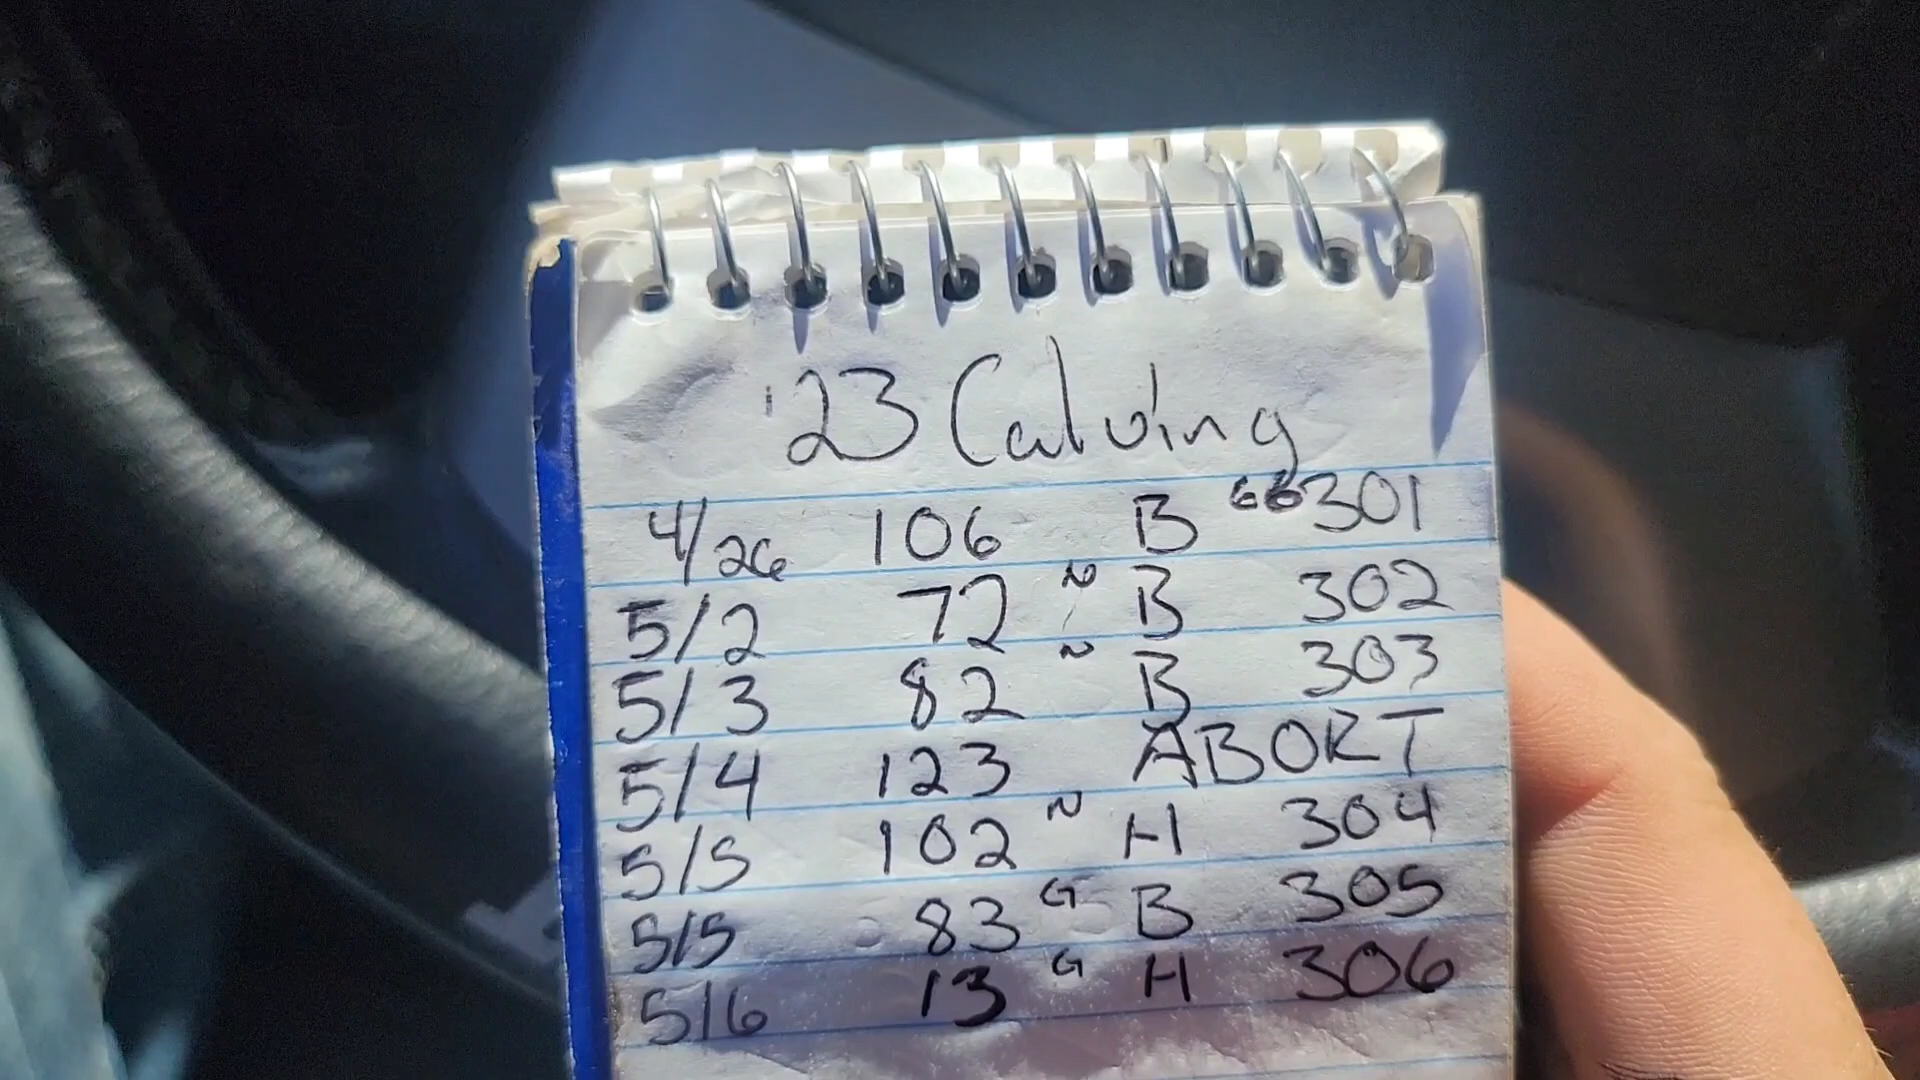 '23 Calving
4/26 106 B 66 301
5/2 72 N B 302
5/3 82 N B 303
5/4 123 ABORT
5/5 102 N H 304
5/5 83 G B 305
5/6 13 G H 306